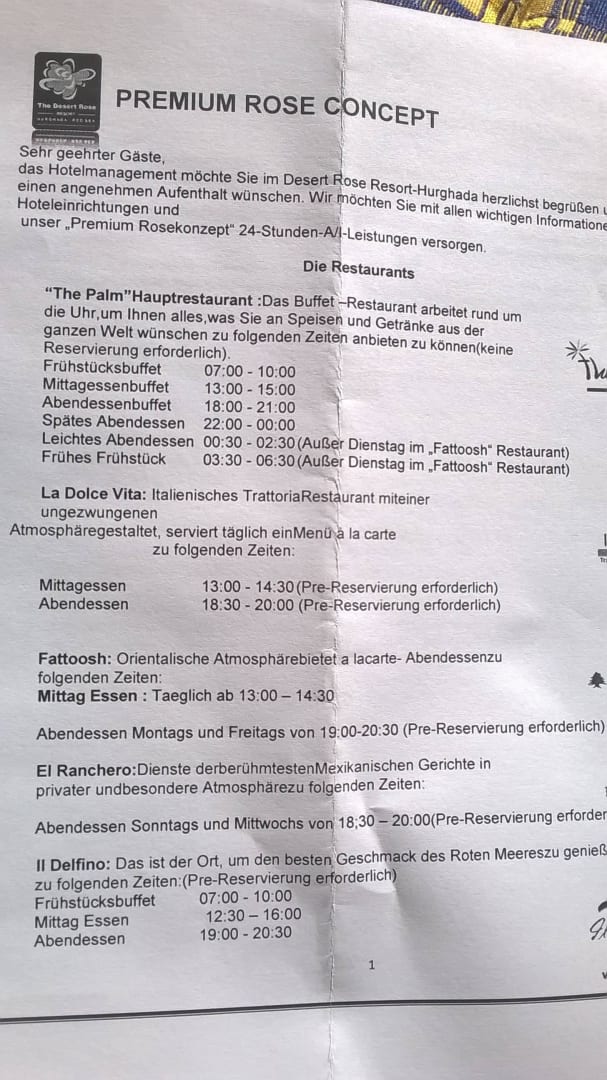 The Desert Rose
RESORT
HURGHADA RED SEA
PREMIUM ROSE CONCEPT
Sehr geehrter Gäste,
das Hotelmanagement möchte Sie im Desert Rose Resort-Hurghada herzlichst begrüßen
einen angenehmen Aufenthalt wünschen. Wir möchten Sie mit allen wichtigen Informatione
Hoteleinrichtungen und
unser „Premium Rosekonzept“ 24-Stunden-A/I-Leistungen versorgen.
Die Restaurants
“The Palm”Hauptrestaurant :Das Buffet –Restaurant arbeitet rund um
die Uhr,um Ihnen alles,was Sie an Speisen und Getränke aus der
ganzen Welt wünschen zu folgenden Zeiten anbieten zu können(keine
Reservierung erforderlich).
Frühstücksbuffet 07:00 - 10:00
Mittagessenbuffet 13:00 - 15:00
Abendessenbuffet 18:00 - 21:00
Spätes Abendessen 22:00 - 00:00
Leichtes Abendessen 00:30 - 02:30(Außer Dienstag im „Fattoosh“ Restaurant)
Frühes Frühstück 03:30 - 06:30(Außer Dienstag im „Fattoosh“ Restaurant)
La Dolce Vita: Italienisches TrattoriaRestaurant miteiner
ungezwungenen
Atmosphäregestaltet, serviert täglich einMenü à la carte
zu folgenden Zeiten:
Mittagessen 13:00 - 14:30(Pre-Reservierung erforderlich)
Abendessen 18:30 - 20:00 (Pre-Reservierung erforderlich)
Fattoosh: Orientalische Atmosphärebietet a lacarte- Abendessenzu
folgenden Zeiten:
Mittag Essen : Taeglich ab 13:00 – 14:30
Abendessen Montags und Freitags von 19:00-20:30 (Pre-Reservierung erforderlich)
El Ranchero:Dienste derberühmtestenMexikanischen Gerichte in
privater undbesondere Atmosphärezu folgenden Zeiten:
Abendessen Sonntags und Mittwochs von 18;30 – 20:00(Pre-Reservierung erforder
Il Delfino: Das ist der Ort, um den besten Geschmack des Roten Meereszu genieß
zu folgenden Zeiten:(Pre-Reservierung erforderlich)
Frühstücksbuffet 07:00 - 10:00
Mittag Essen 12:30 – 16:00
Abendessen 19:00 - 20:30
1